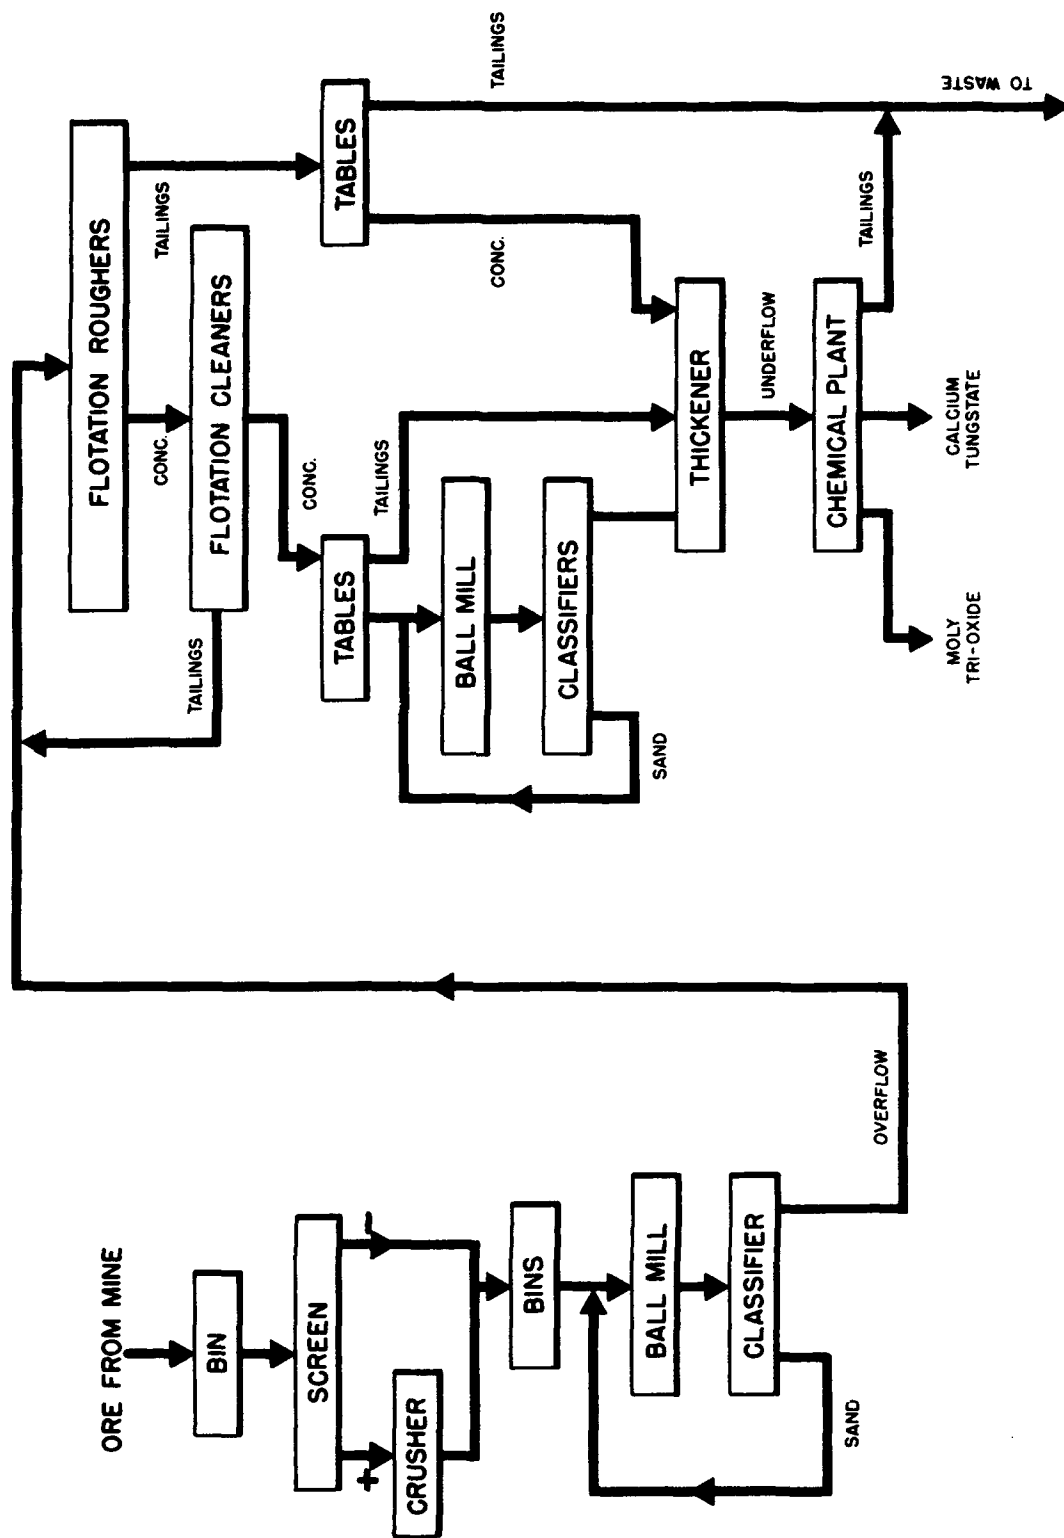 ORE FROM MINE
BIN
SCREEN
+
−
CRUSHER
BINS
BALL MILL
CLASSIFIER
SAND
OVERFLOW
FLOTATION ROUGHERS
CONC.
TAILINGS
FLOTATION CLEANERS
TAILINGS
CONC.
TABLES
TAILINGS
BALL MILL
CLASSIFIERS
SAND
TABLES
CONC.
TAILINGS
THICKENER
UNDERFLOW
CHEMICAL PLANT
TAILINGS
MOLY
TRI-OXIDE
CALCIUM
TUNGSTATE
TO WASTE